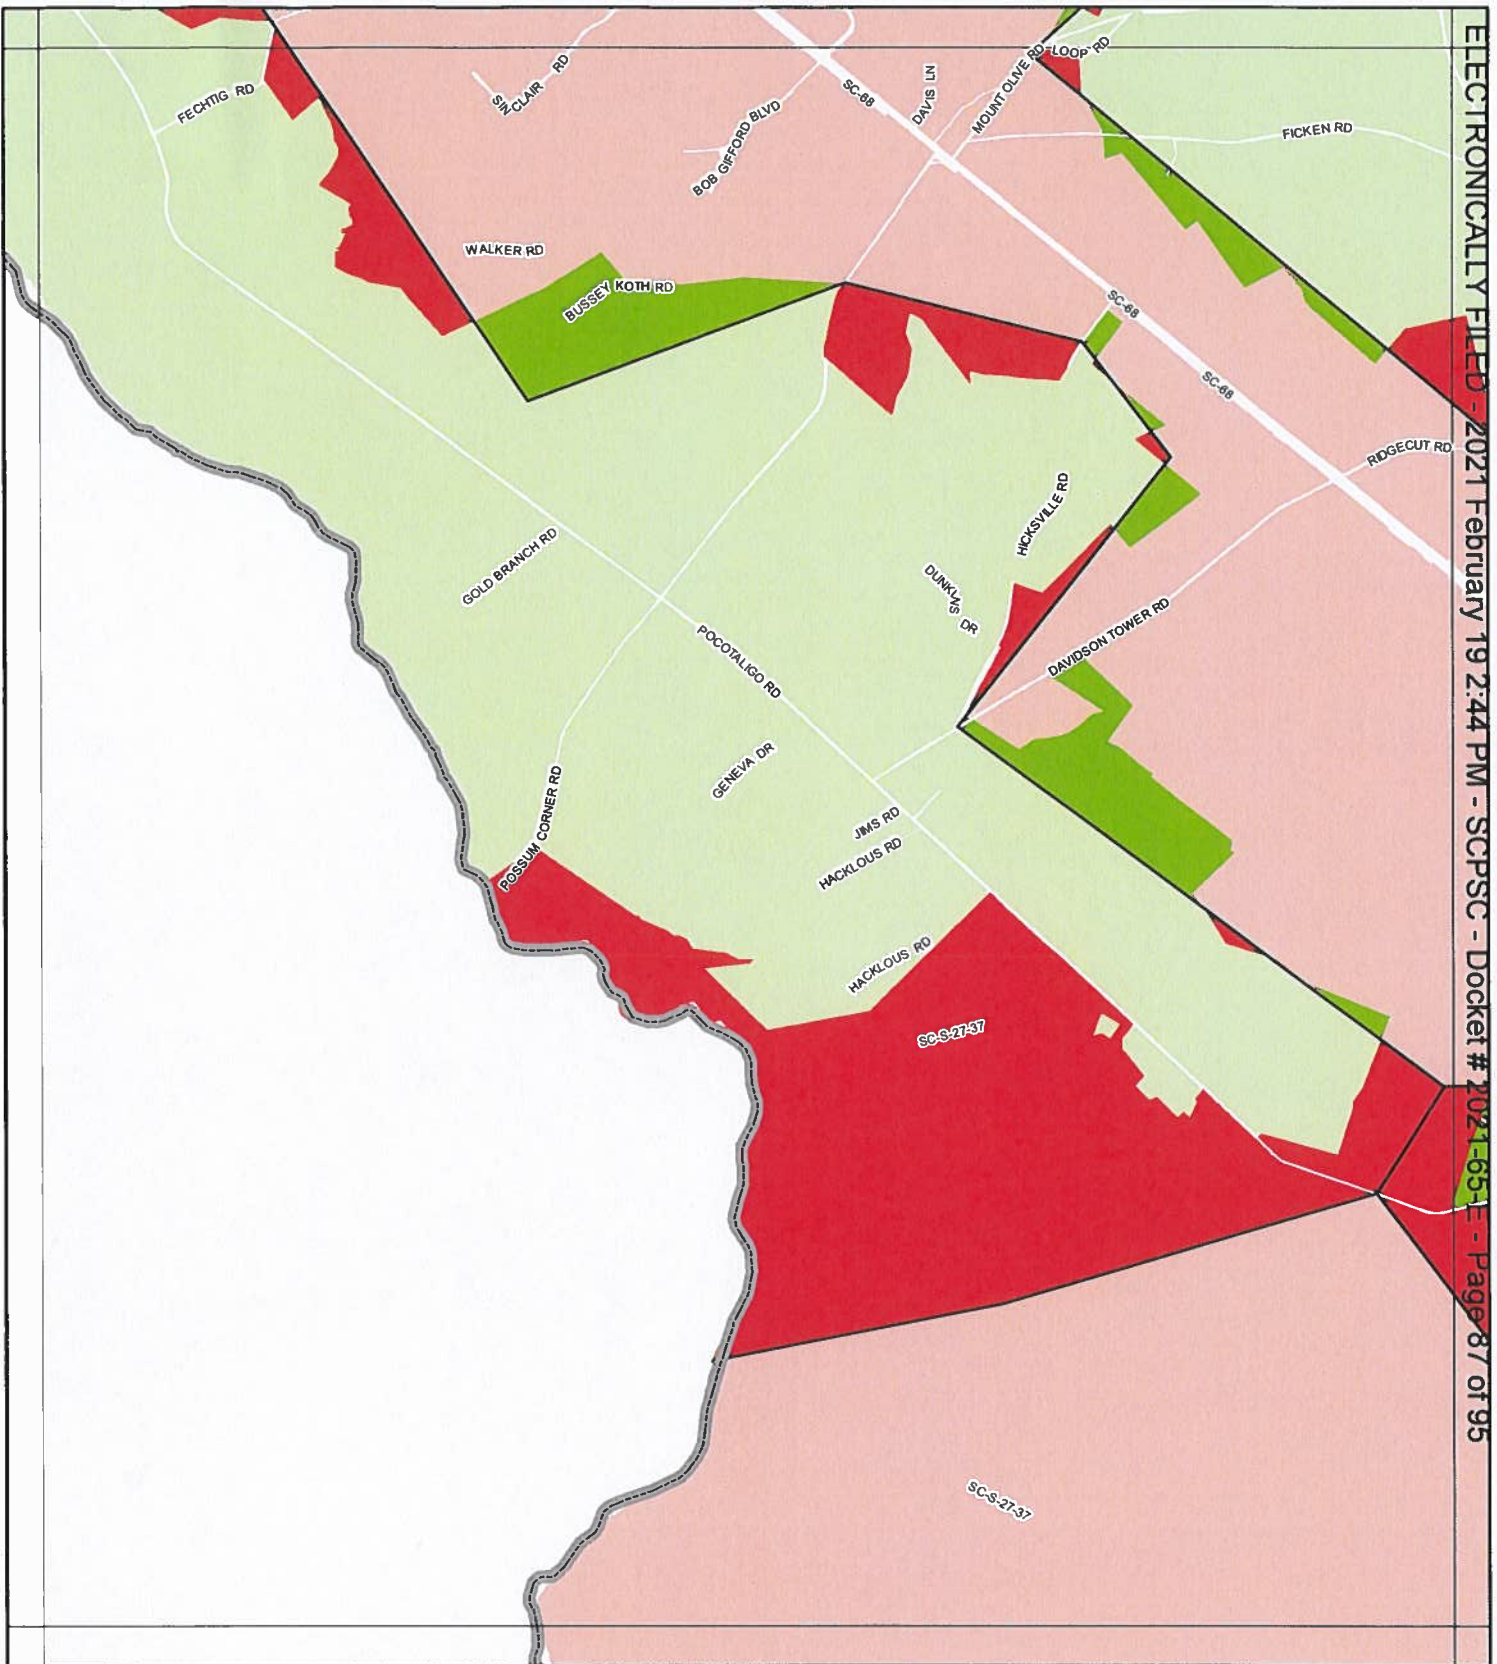 ELECTRONICALLY FILED - 2021 February 19 2:44 PM - SCPSC - Docket # 2021-65-E - Page 87 of 95
FECHTIG RD
SINCLAIR RD
BOB GIFFORD BLVD
SC-68
DAVIS LN
MOUNT OLIVE RD
LOOP RD
FICKEN RD
WALKER RD
BUSSEY KOTH RD
SC-68
SC-68
RIDGECUT RD
HICKSVILLE RD
GOLD BRANCH RD
DUNKLNS DR
DAVIDSON TOWER RD
POCOTALIGO RD
GENEVA DR
POSSUM CORNER RD
JIMS RD
HACKLOUS RD
HACKLOUS RD
SC-S-27-37
SC-S-27-37